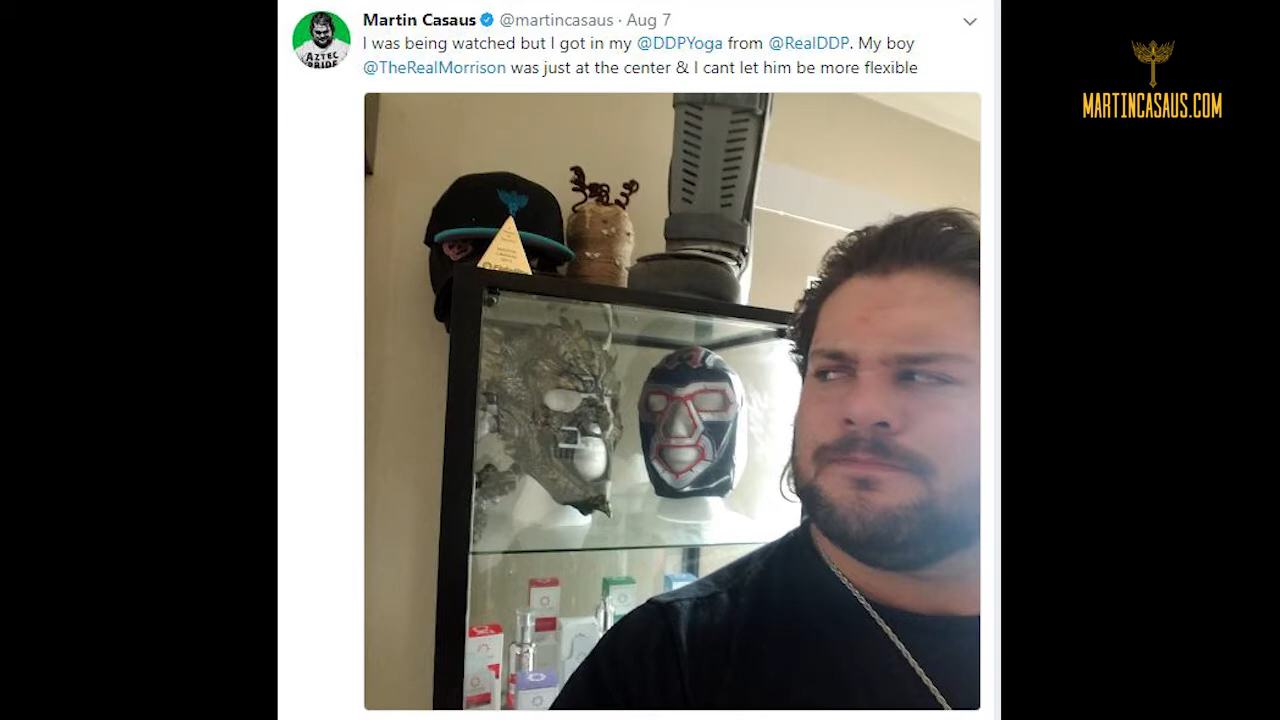 Martin Casaus @martincasaus · Aug 7
I was being watched but I got in my @DDPYoga from @RealDDP. My boy
@TheRealMorrison was just at the center & I cant let him be more flexible
AZTEC
PRIDE
MARTINCASAUS.COM